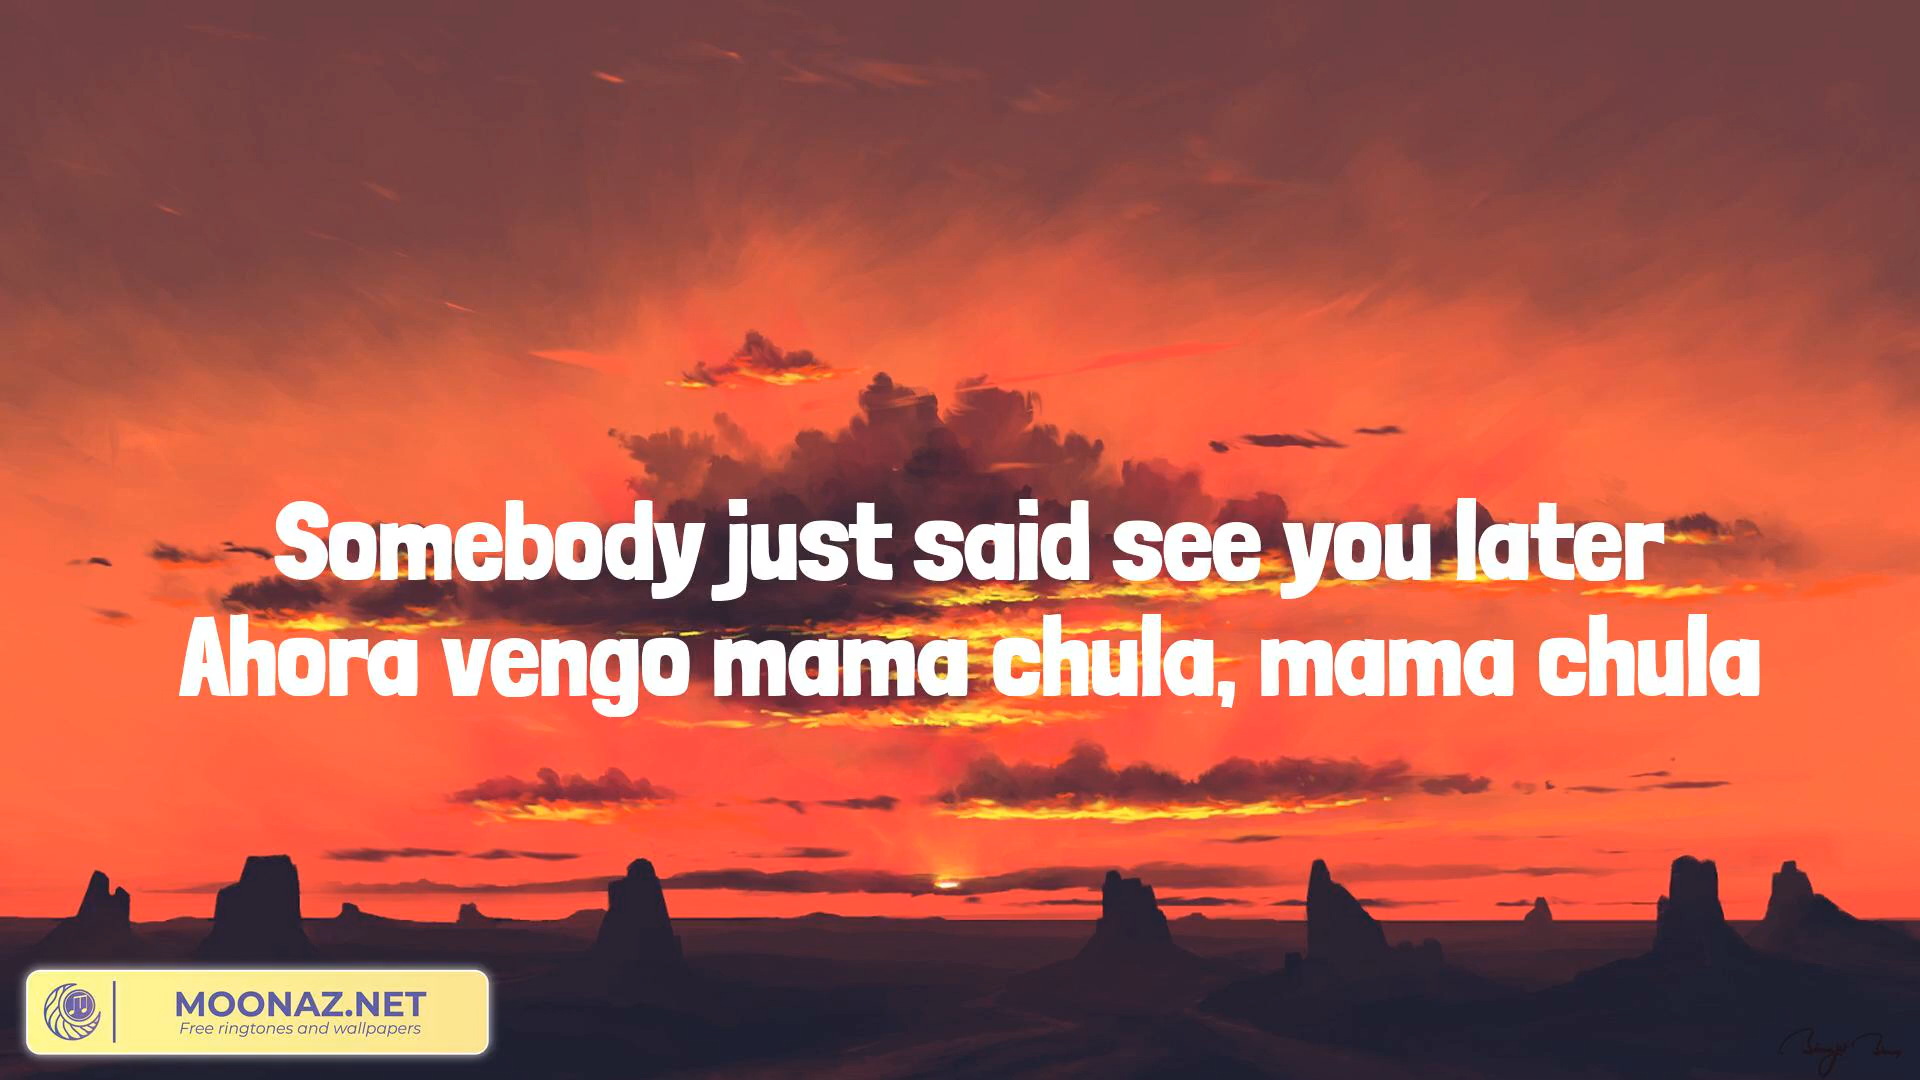 Somebody just said see you later
Ahora vengo mama chula, mama chula
MOONAZ.NET
Free ringtones and wallpapers